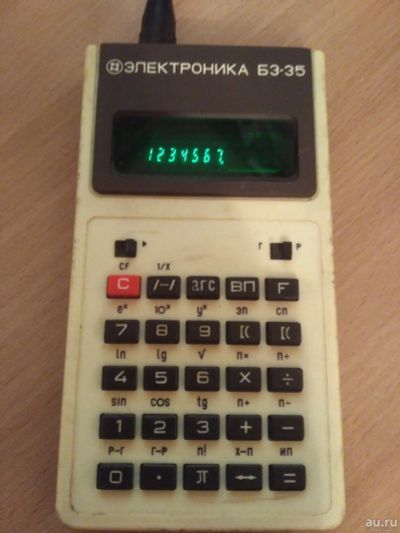 ЭЛЕКТРОНИКА Б3-35
1234567.
Г Р
CF 1/X
C /-/ АРГС ВП F
eˣ 10ˣ yˣ ЗП СП
7 8 9 [( [(
ln lg √ П× П÷
4 5 6 × ÷
sin cos tg П+ П-
1 2 3 + -
Р-Г Г-Р n! X-П ИП
0 . π ↔ =
au.ru